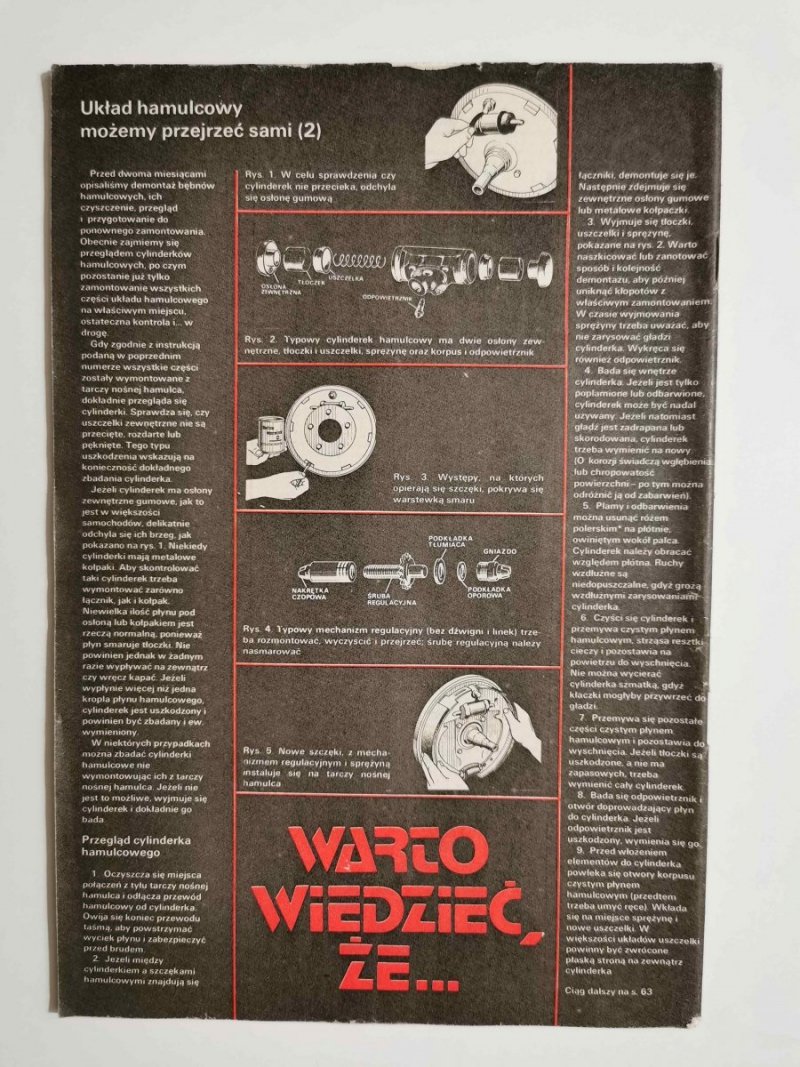 Układ hamulcowy
możemy przejrzeć sami (2)
Przed dwoma miesiącami
opisaliśmy demontaż bębnów
hamulcowych, ich
czyszczenie, przegląd
i przygotowanie do
ponownego zamontowania.
Obecnie zajmiemy się
przeglądem cylinderków
hamulcowych, po czym
pozostanie już tylko
zamontowanie wszystkich
części układu hamulcowego
na właściwym miejscu,
ostateczna kontrola i... w
drogę.
Gdy zgodnie z instrukcją
podaną w poprzednim
numerze wszystkie części
zostały wymontowane z
tarczy nośnej hamulca,
dokładnie przegląda się
cylinderki. Sprawdza się, czy
uszczelki zewnętrzne nie są
przecięte, rozdarte lub
pęknięte. Tego typu
uszkodzenia wskazują na
konieczność dokładnego
zbadania cylinderka.
Jeżeli cylinderek ma osłony
zewnętrzne gumowe, jak to
jest w większości
samochodów, delikatnie
odchyla się ich brzeg, jak
pokazano na rys. 1. Niekiedy
cylinderki mają metalowe
kołpaki. Aby skontrolować
taki cylinderek trzeba
wymontować zarówno
łącznik, jak i kołpak.
Niewielka ilość płynu pod
osłoną lub kołpakiem jest
rzeczą normalną, ponieważ
płyn smaruje tłoczki. Nie
powinien jednak w żadnym
razie wypływać na zewnątrz
czy wręcz kapać. Jeżeli
wypłynie więcej niż jedna
kropla płynu hamulcowego,
cylinderek jest uszkodzony i
powinien być zbadany i ew.
wymieniony.
W niektórych przypadkach
można zbadać cylinderki
hamulcowe nie
wymontowując ich z tarczy
nośnej hamulca. Jeżeli nie
jest to możliwe, wyjmuje się
cylinderek i dokładnie go
bada.
Przegląd cylinderka
hamulcowego
1. Oczyszcza się miejsca
połączeń z tyłu tarczy nośnej
hamulca i odłącza przewód
hamulcowy od cylinderka.
Owija się koniec przewodu
taśmą, aby powstrzymać
wyciek płynu i zabezpieczyć
przed brudem.
2. Jeżeli między
cylinderkiem a szczękami
hamulcowymi znajdują się
Rys. 1. W celu sprawdzenia czy
cylinderek nie przecieka, odchyla
się osłonę gumową
OSŁONA
ZEWNĘTRZNA
TŁOCZEK
USZCZELKA
ODPOWIETRZNIK
Rys. 2. Typowy cylinderek hamulcowy ma dwie osłony zew-
nętrzne, tłoczki i uszczelki, sprężynę oraz korpus i odpowietrznik
Rys. 3. Występy, na których
opierają się szczęki, pokrywa się
warstewką smaru
NAKRĘTKA
CZOPOWA
ŚRUBA
REGULACYJNA
PODKŁADKA
TŁUMIĄCA
GNIAZDO
PODKŁADKA
OPOROWA
Rys. 4. Typowy mechanizm regulacyjny (bez dźwigni i linek) trze-
ba rozmontować, wyczyścić i przejrzeć; śrubę regulacyjną należy
nasmarować
Rys. 5. Nowe szczęki, z mecha-
nizmem regulacyjnym i sprężyną
instaluje się na tarczy nośnej
hamulca
WARTO
WIEDZIEĆ,
ŻE...
łączniki, demontuje się je.
Następnie zdejmuje się
zewnętrzne osłony gumowe
lub metalowe kołpaczki.
3. Wyjmuje się tłoczki,
uszczelki i sprężynę,
pokazane na rys. 2. Warto
naszkicować lub zanotować
sposób i kolejność
demontażu, aby później
uniknąć kłopotów z
właściwym zamontowaniem.
W czasie wyjmowania
sprężyny trzeba uważać, aby
nie zarysować gładzi
cylinderka. Wykręca się
również odpowietrznik.
4. Bada się wnętrze
cylinderka. Jeżeli jest tylko
poplamione lub odbarwione,
cylinderek może być nadal
używany. Jeżeli natomiast
gładź jest zadrapana lub
skorodowana, cylinderek
trzeba wymienić na nowy
(O korozji świadczą wgłębienia
lub chropowatość
powierzchni – po tym można
odróżnić ją od zabarwień).
5. Plamy i odbarwienia
można usunąć różem
polerskim* na płótnie,
owiniętym wokół palca.
Cylinderek należy obracać
względem płótna. Ruchy
wzdłużne są
niedopuszczalne, gdyż grożą
wzdłużnymi zarysowaniami
cylinderka.
6. Czyści się cylinderek i
przemywa czystym płynem
hamulcowym, strząsa resztki
cieczy i pozostawia na
powietrzu do wyschnięcia.
Nie można wycierać
cylinderka szmatką, gdyż
kłaczki mogłyby przywrzeć do
gładzi.
7. Przemywa się pozostałe
części czystym płynem
hamulcowym i pozostawia do
wyschnięcia. Jeżeli tłoczki są
uszkodzone, a nie ma
zapasowych, trzeba
wymienić cały cylinderek.
8. Bada się odpowietrznik i
otwór doprowadzający płyn
do cylinderka. Jeżeli
odpowietrznik jest
uszkodzony, wymienia się go.
9. Przed włożeniem
elementów do cylinderka
powleka się otwory korpusu
czystym płynem
hamulcowym (przedtem
trzeba umyć ręce). Wkłada
się na miejsce sprężynę i
nowe uszczelki. W
większości układów uszczelki
powinny być zwrócone
płaską stroną na zewnątrz
cylinderka
Ciąg dalszy na s. 63